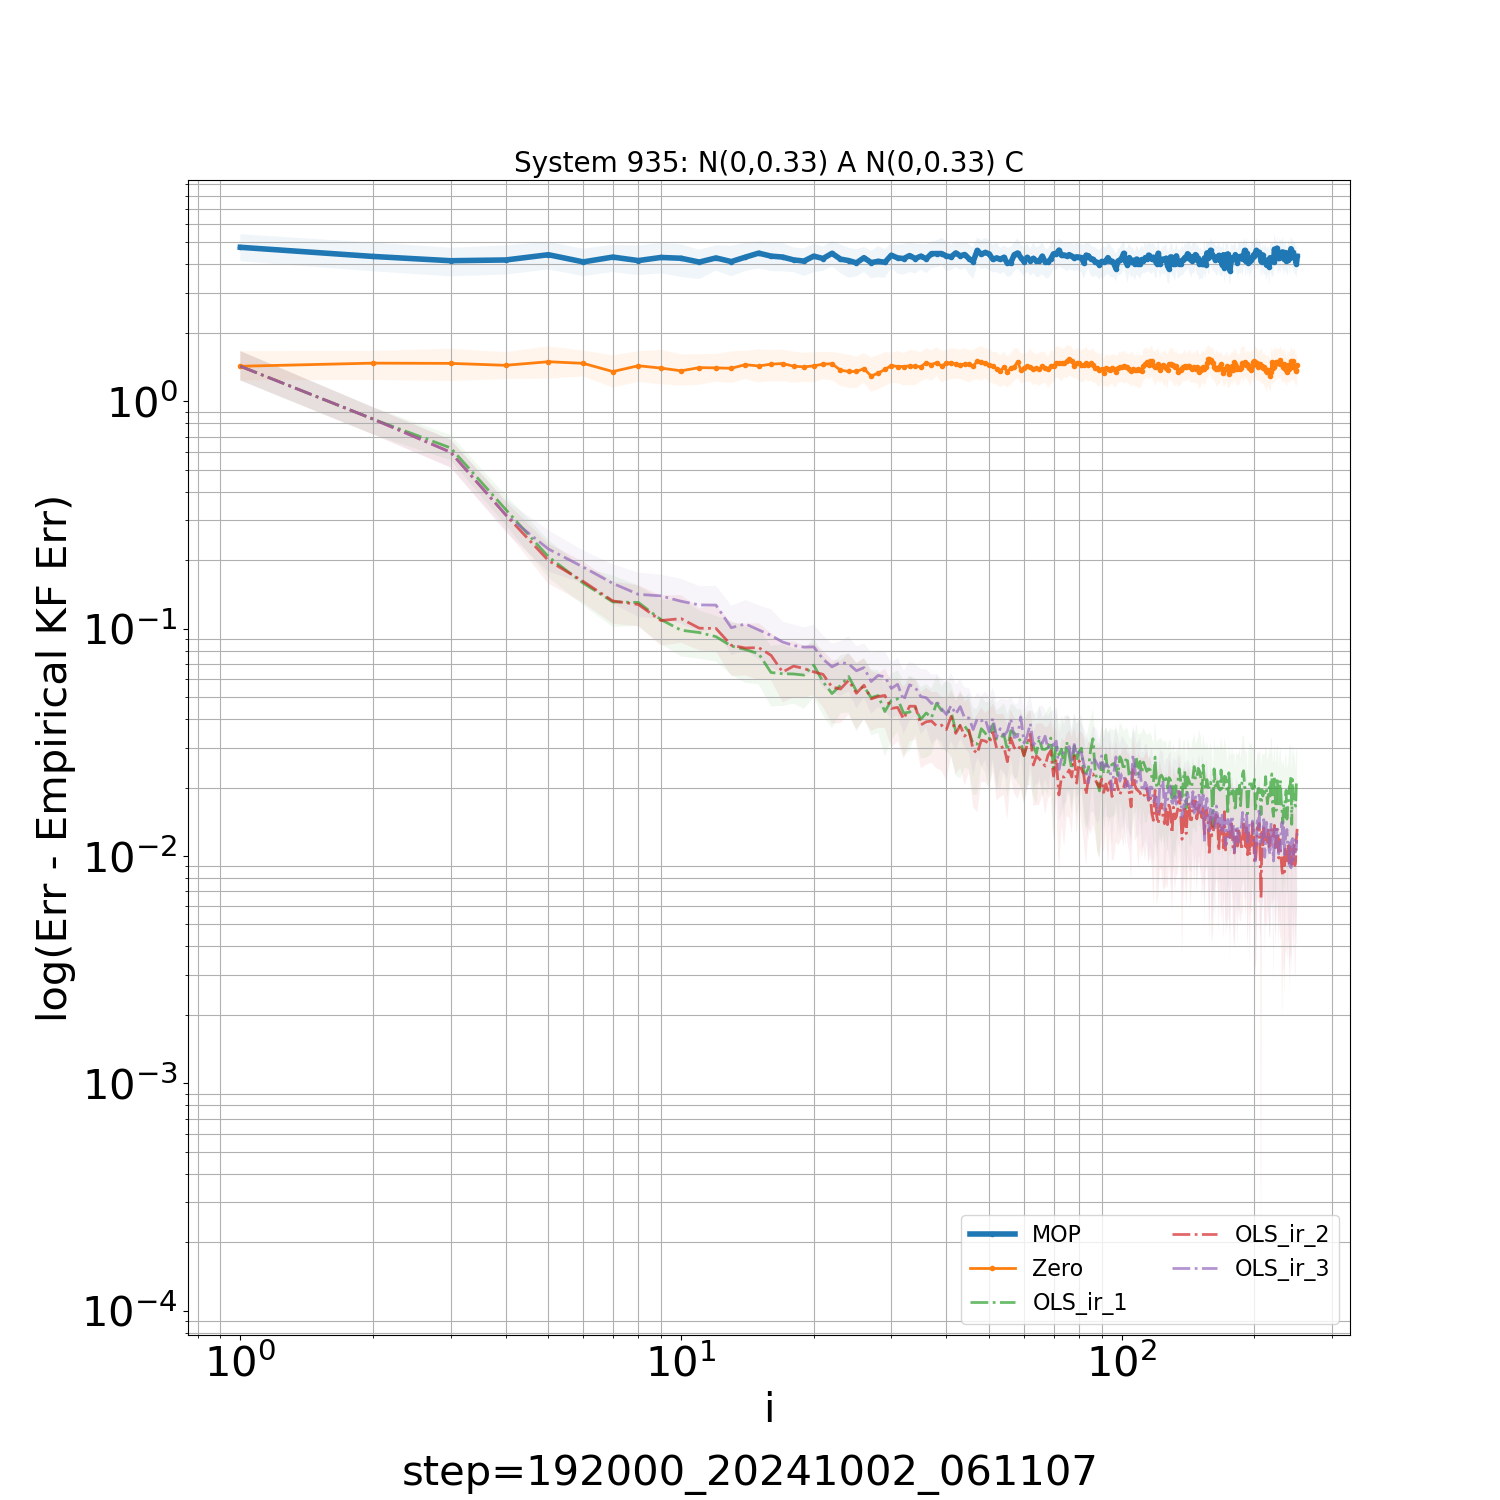 System 935: N(0,0.33) A N(0,0.33) C
log(Err - Empirical KF Err)
10⁰
10⁻¹
10⁻²
10⁻³
10⁻⁴
MOP
Zero
OLS_ir_1
OLS_ir_2
OLS_ir_3
10⁰ 10¹ 10²
i
step=192000_20241002_061107